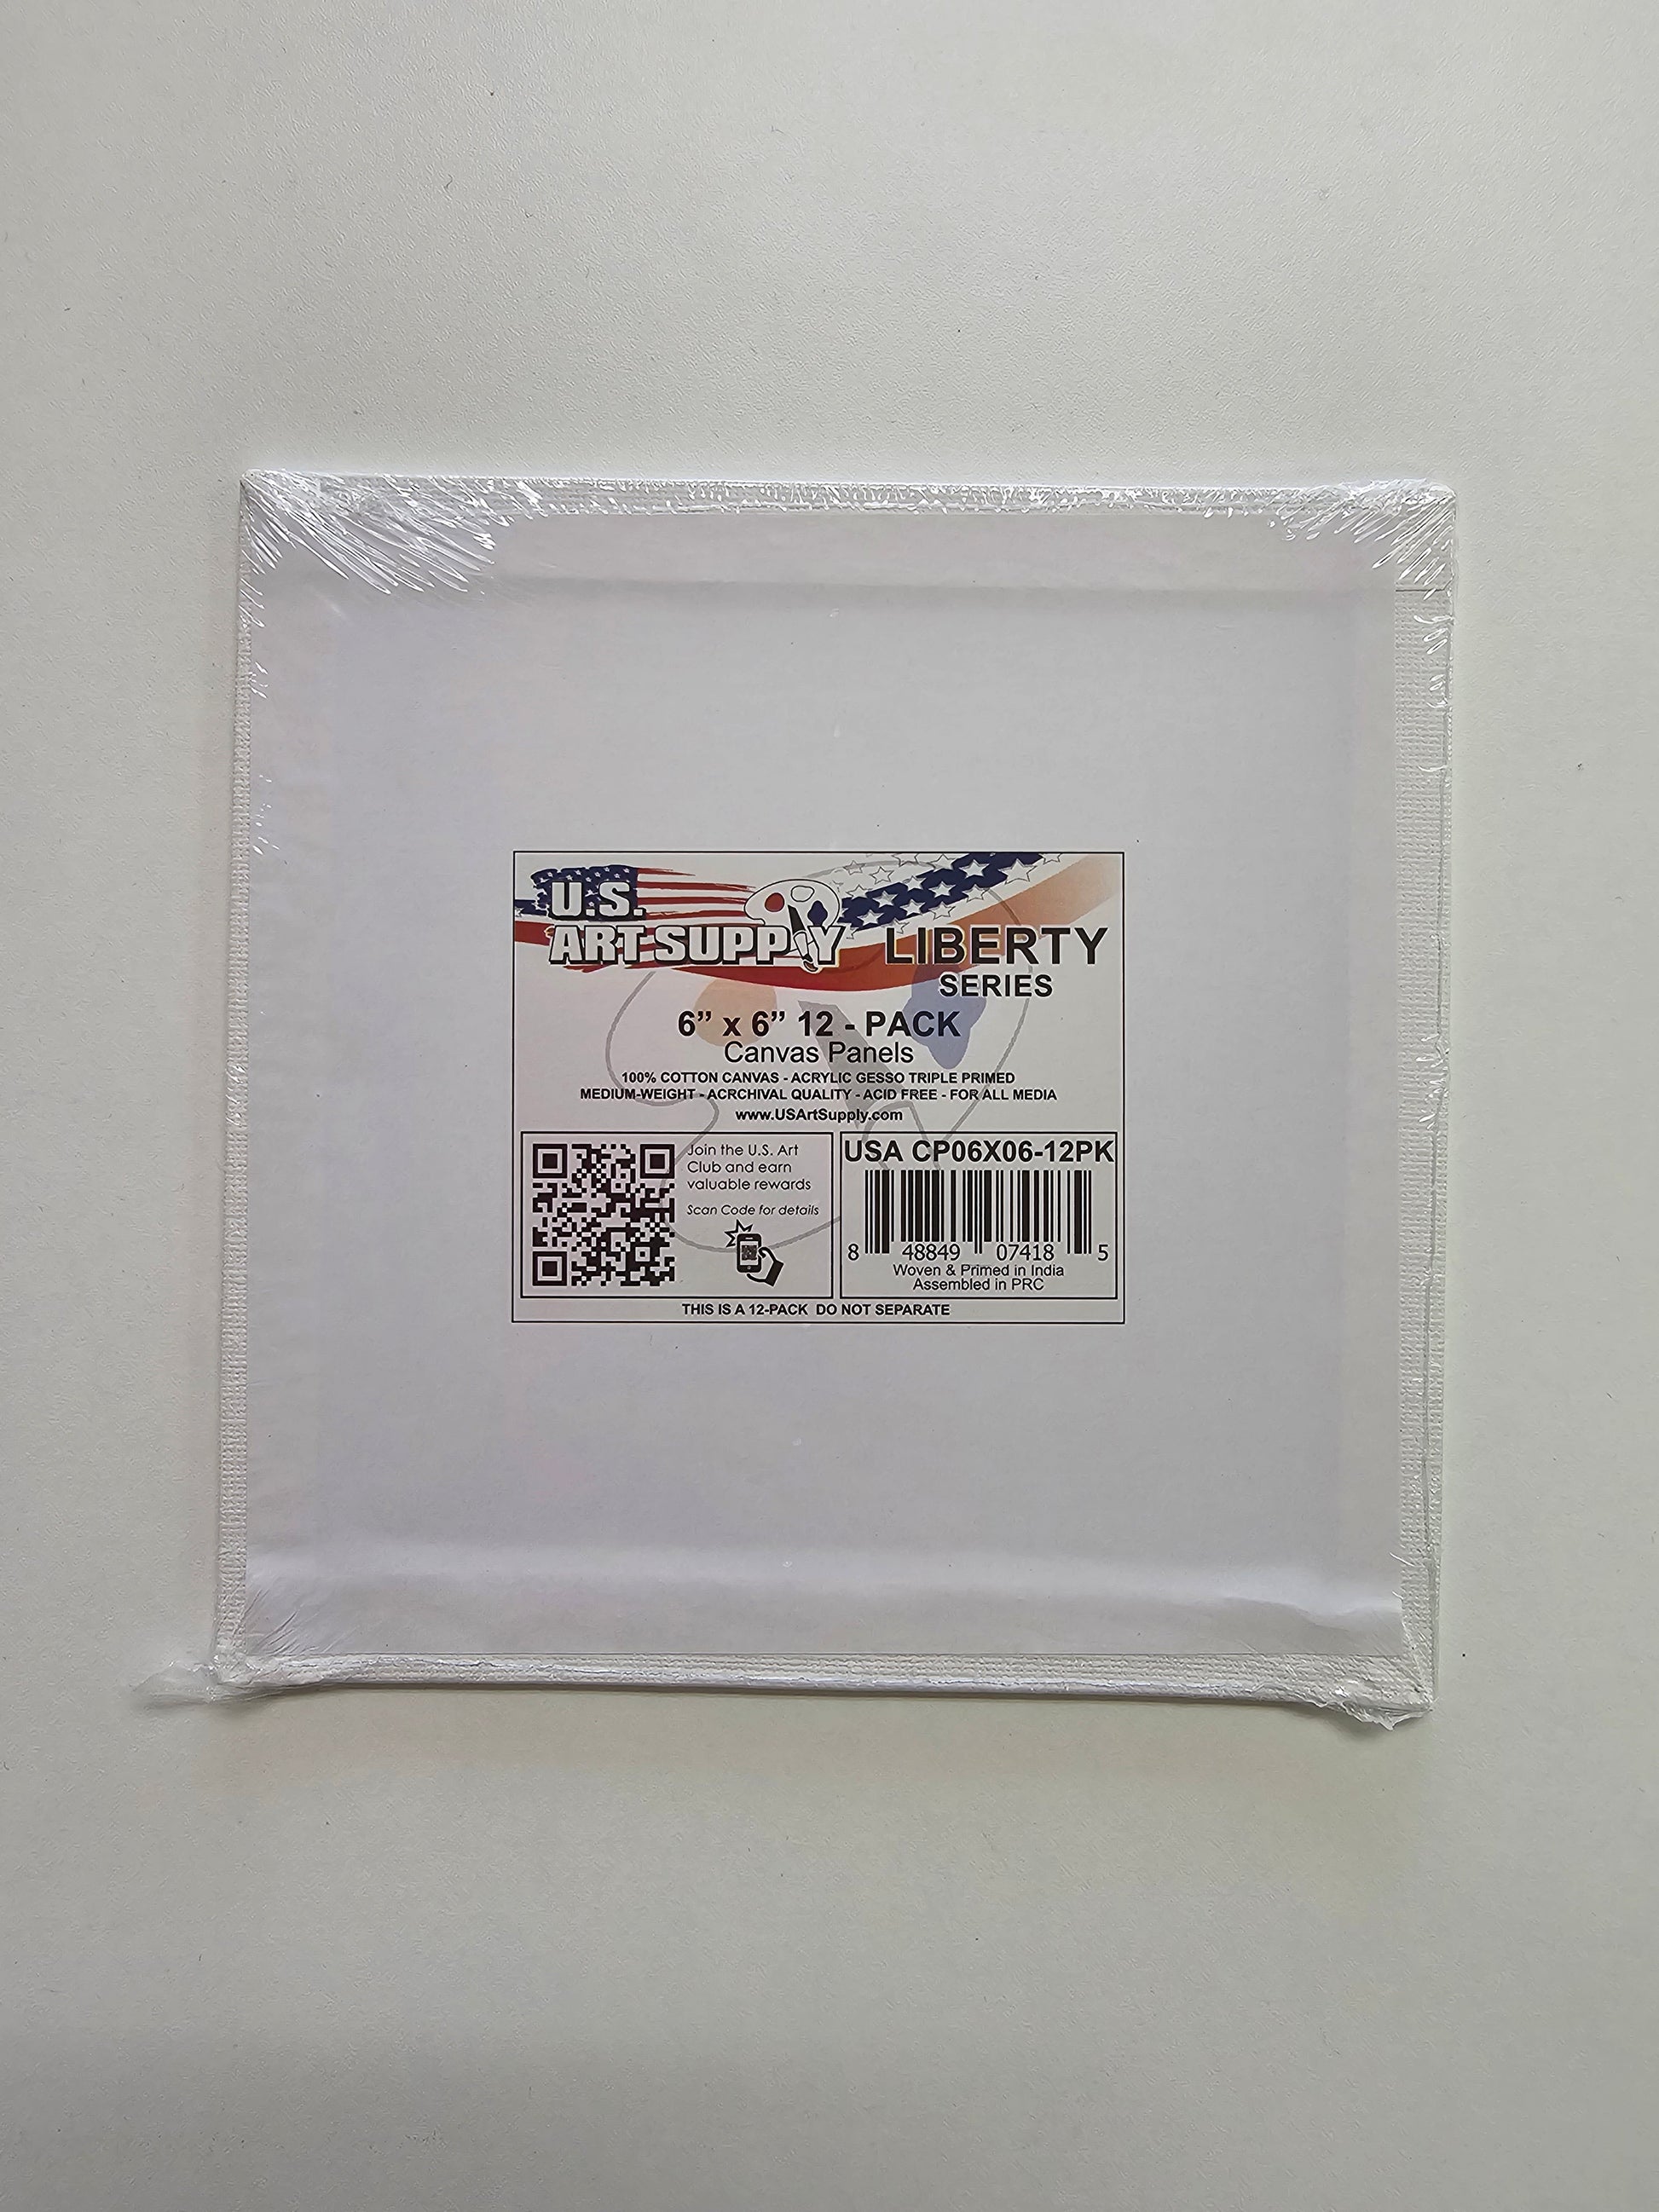 U.S.
ART SUPPLY
LIBERTY
SERIES
6” x 6” 12 - PACK
Canvas Panels
100% COTTON CANVAS - ACRYLIC GESSO TRIPLE PRIMED
MEDIUM-WEIGHT - ACRCHIVAL QUALITY - ACID FREE - FOR ALL MEDIA
www.USArtSupply.com
Join the U.S. Art
Club and earn
valuable rewards
Scan Code for details
USA CP06X06-12PK
8 48849 07418 5
Woven & Primed in India
Assembled in PRC
THIS IS A 12-PACK DO NOT SEPARATE